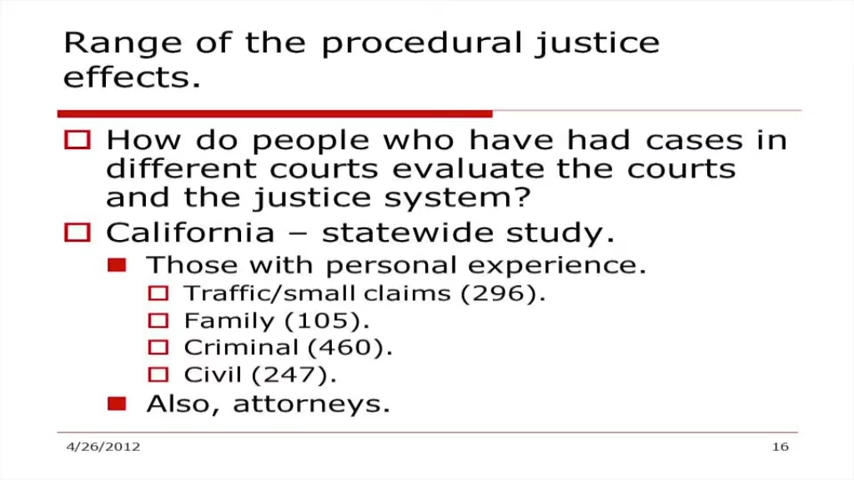 Range of the procedural justice
effects.
How do people who have had cases in
different courts evaluate the courts
and the justice system?
California – statewide study.
Those with personal experience.
Traffic/small claims (296).
Family (105).
Criminal (460).
Civil (247).
Also, attorneys.
4/26/2012
16